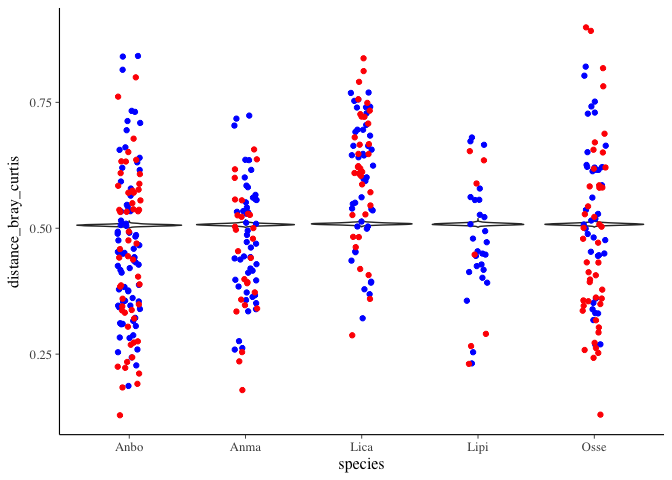 distance_bray_curtis
0.75
0.50
0.25
Anbo Anma Lica Lipi Osse
species